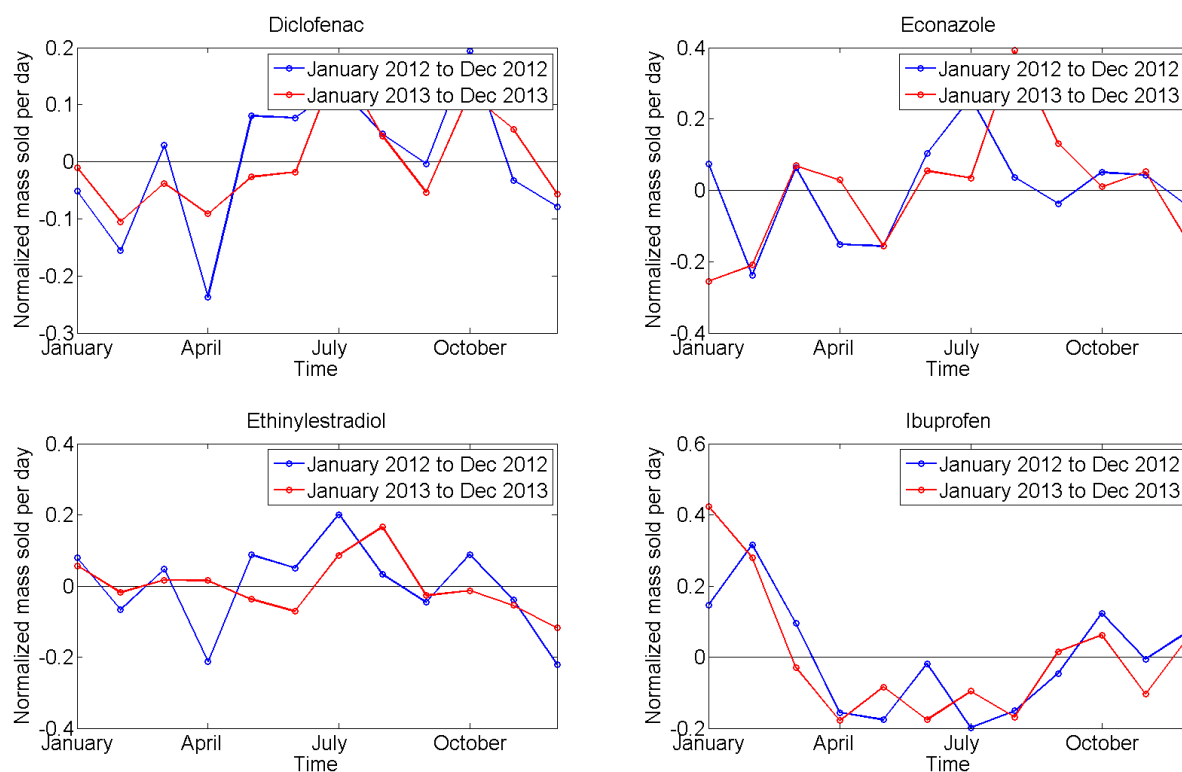 Diclofenac
Normalized mass sold per day
0.2
0.1
0
-0.1
-0.2
-0.3
January 2012 to Dec 2012
January 2013 to Dec 2013
January April July October
Time
Econazole
Normalized mass sold per day
0.4
0.2
0
-0.2
-0.4
January 2012 to Dec 2012
January 2013 to Dec 2013
January April July October
Time
Ethinylestradiol
Normalized mass sold per day
0.4
0.2
0
-0.2
-0.4
January 2012 to Dec 2012
January 2013 to Dec 2013
January April July October
Time
Ibuprofen
Normalized mass sold per day
0.6
0.4
0.2
0
-0.2
January 2012 to Dec 2012
January 2013 to Dec 2013
January April July October
Time